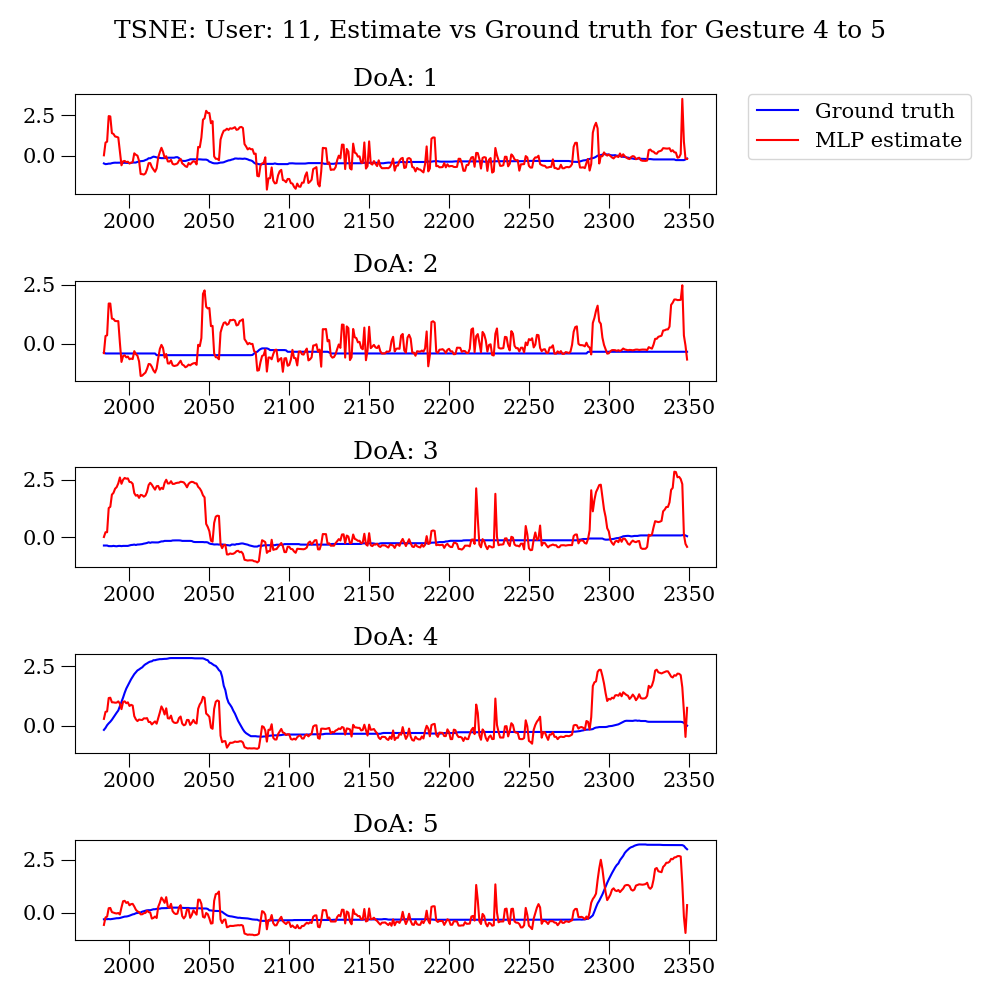 TSNE: User: 11, Estimate vs Ground truth for Gesture 4 to 5
DoA: 1
Ground truth
MLP estimate
2.5
0.0
2000 2050 2100 2150 2200 2250 2300 2350
DoA: 2
2.5
0.0
2000 2050 2100 2150 2200 2250 2300 2350
DoA: 3
2.5
0.0
2000 2050 2100 2150 2200 2250 2300 2350
DoA: 4
2.5
0.0
2000 2050 2100 2150 2200 2250 2300 2350
DoA: 5
2.5
0.0
2000 2050 2100 2150 2200 2250 2300 2350